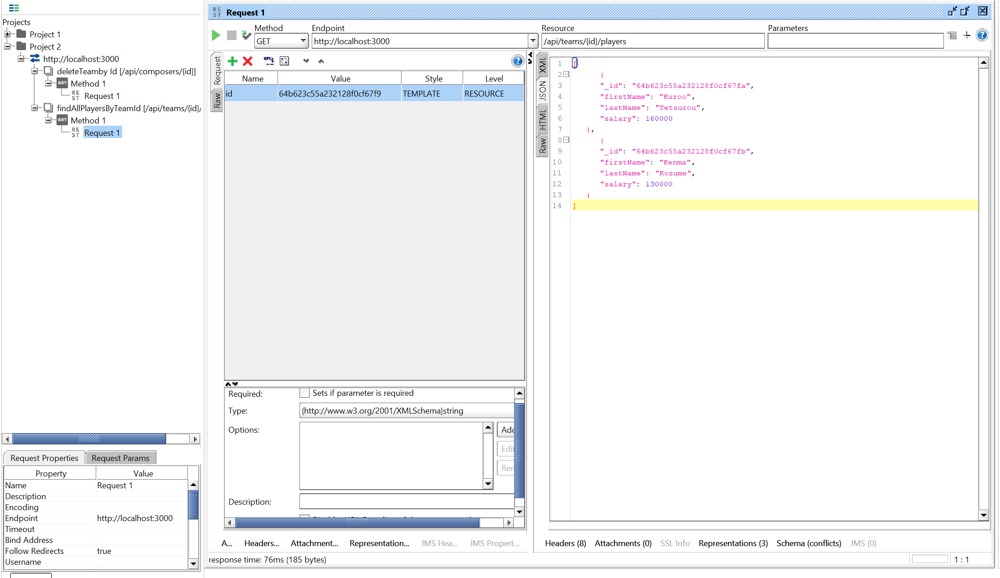 Projects
Project 1
Project 2
http://localhost:3000
deleteTeamby Id [/api/composers/{id}]
GET Method 1
REST Request 1
findAllPlayersByTeamId [/api/teams/{id}/
GET Method 1
REST Request 1
Request Properties Request Params
Property Value
Name Request 1
Description
Encoding
Endpoint http://localhost:3000
Timeout
Bind Address
Follow Redirects true
Username
REST Request 1
Method Endpoint Resource Parameters
GET http://localhost:3000 /api/teams/{id}/players
Request
Raw
Name Value Style Level
id 64b623c55a232128f0cf67f9 TEMPLATE RESOURCE
Required: Sets if parameter is required
Type: {http://www.w3.org/2001/XMLSchema}string
Options: Add
Edit
Rem
Description:
A... Headers... Attachment... Representation... JMS Hea... JMS Propert...
response time: 76ms (185 bytes)
XML
JSON
HTML
Raw
1 [
2 {
3 "_id": "64b623c55a232128f0cf67fa",
4 "firstName": "Kuroo",
5 "lastName": "Tetsurou",
6 "salary": 160000
7 },
8 {
9 "_id": "64b623c55a232128f0cf67fb",
10 "firstName": "Kenma",
11 "lastName": "Kozume",
12 "salary": 130000
13 }
14 ]
Headers (8) Attachments (0) SSL Info Representations (3) Schema (conflicts) JMS (0)
1 : 1